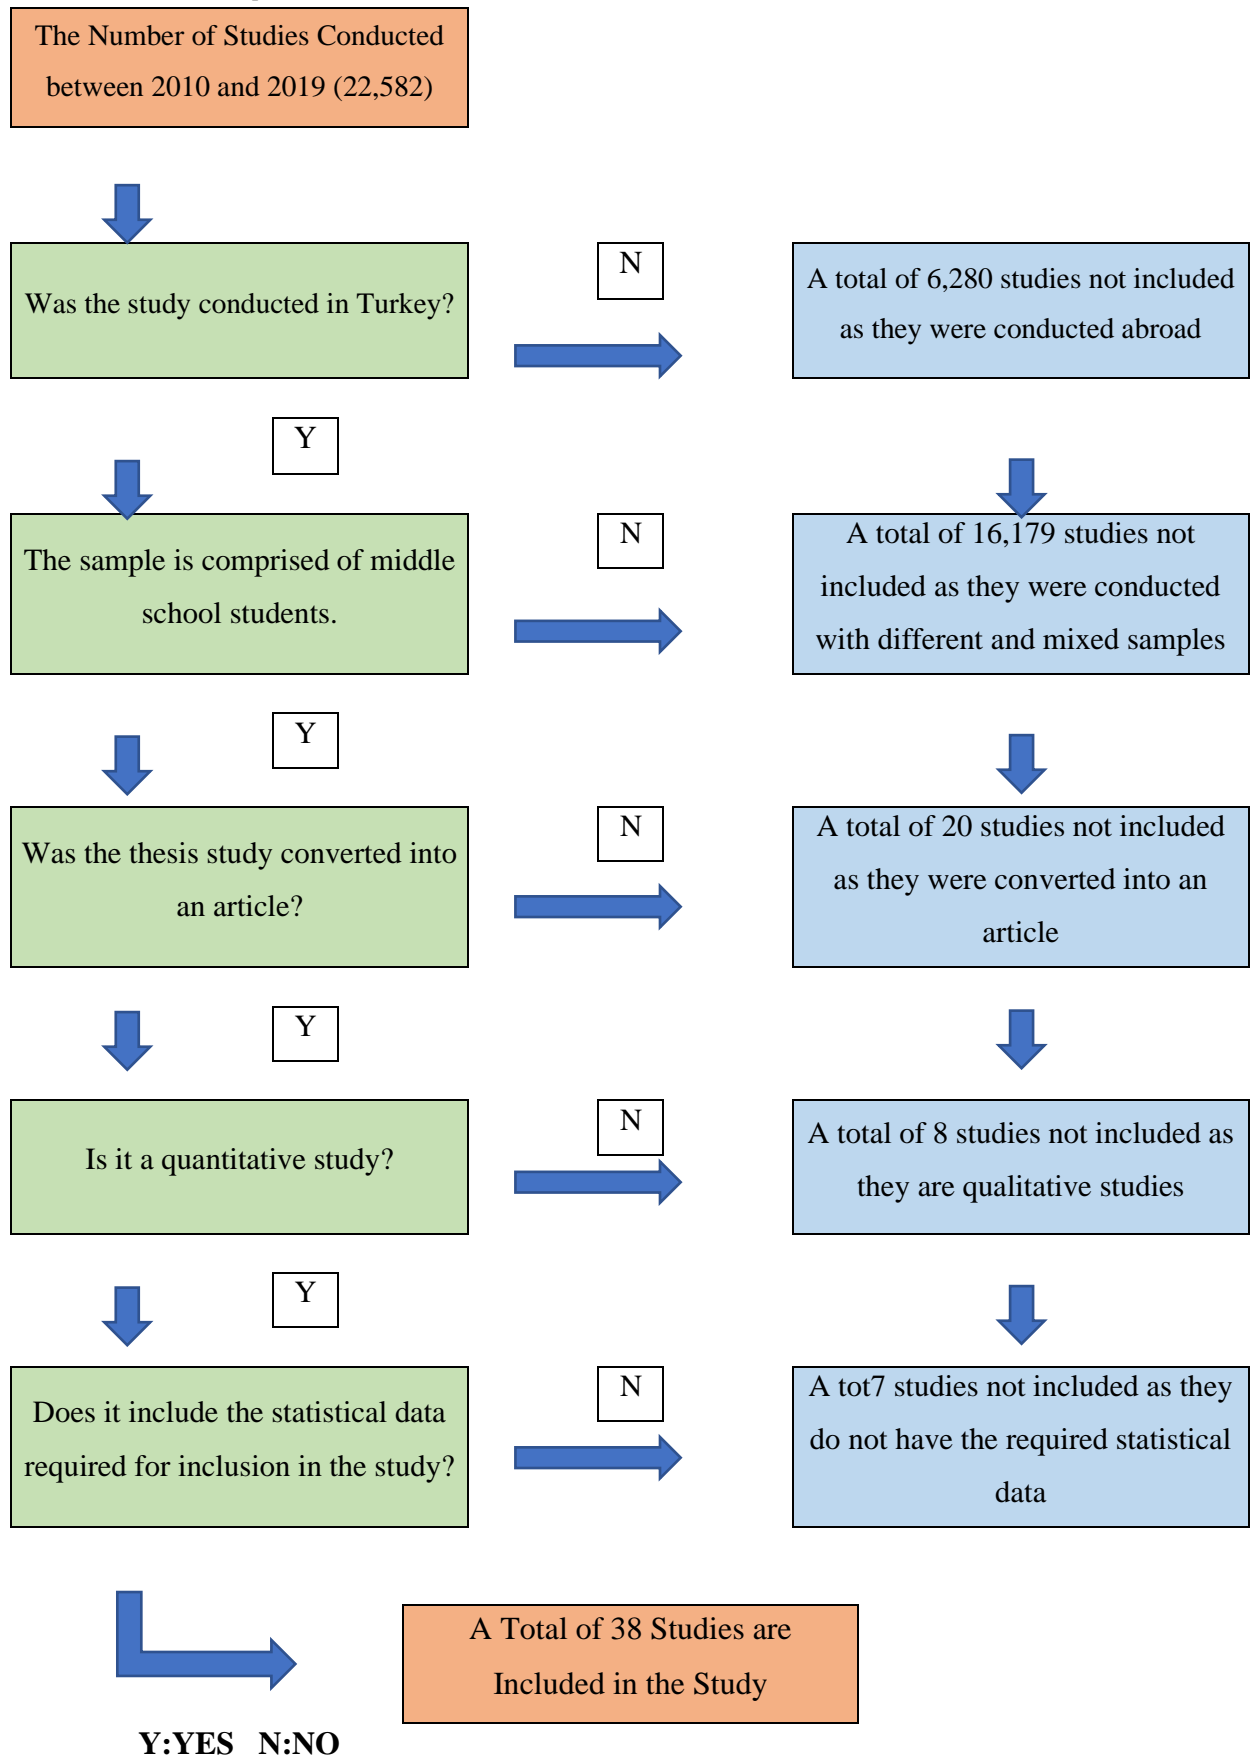 The Number of Studies Conducted
between 2010 and 2019 (22,582)
Was the study conducted in Turkey?
N
A total of 6,280 studies not included
as they were conducted abroad
Y
The sample is comprised of middle
school students.
N
A total of 16,179 studies not
included as they were conducted
with different and mixed samples
Y
Was the thesis study converted into
an article?
N
A total of 20 studies not included
as they were converted into an
article
Y
Is it a quantitative study?
N
A total of 8 studies not included as
they are qualitative studies
Y
Does it include the statistical data
required for inclusion in the study?
N
A tot7 studies not included as they
do not have the required statistical
data
A Total of 38 Studies are
Included in the Study
Y:YES N:NO